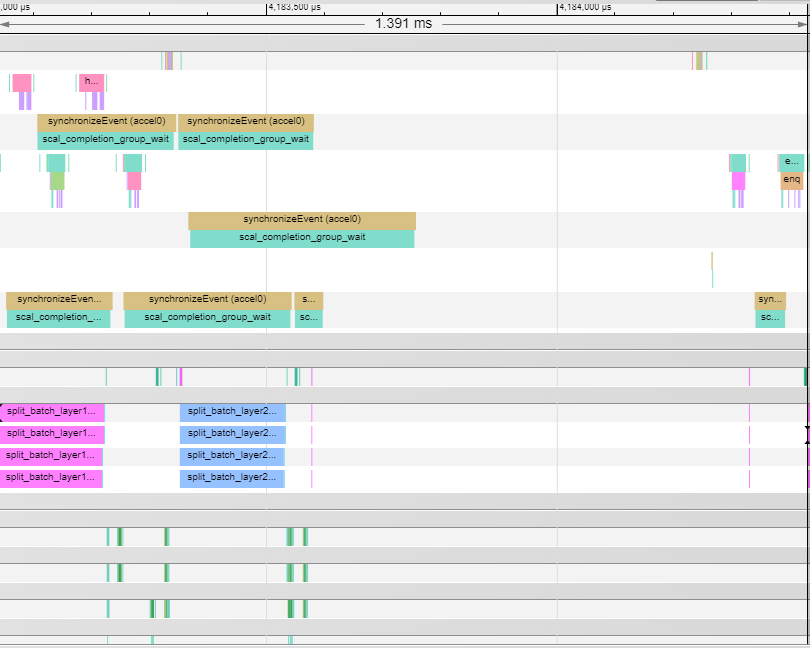 ,000 µs 4,183,500 µs 4,184,000 µs
1.391 ms
h...
synchronizeEvent (accel0) synchronizeEvent (accel0)
scal_completion_group_wait scal_completion_group_wait
e...
enq
synchronizeEvent (accel0)
scal_completion_group_wait
synchronizeEven... synchronizeEvent (accel0) s... syn...
scal_completion_... scal_completion_group_wait sc... sc...
split_batch_layer1... split_batch_layer2...
split_batch_layer1... split_batch_layer2...
split_batch_layer1... split_batch_layer2...
split_batch_layer1... split_batch_layer2...